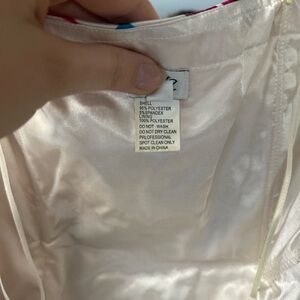 SHELL
95% POLYESTER
5% SPANDEX
LINING
100% POLYESTER
DO NOT WASH
DO NOT DRY CLEAN
PRLOFESSIONAL
SPOT CLEAN ONLY
MADE IN CHINA